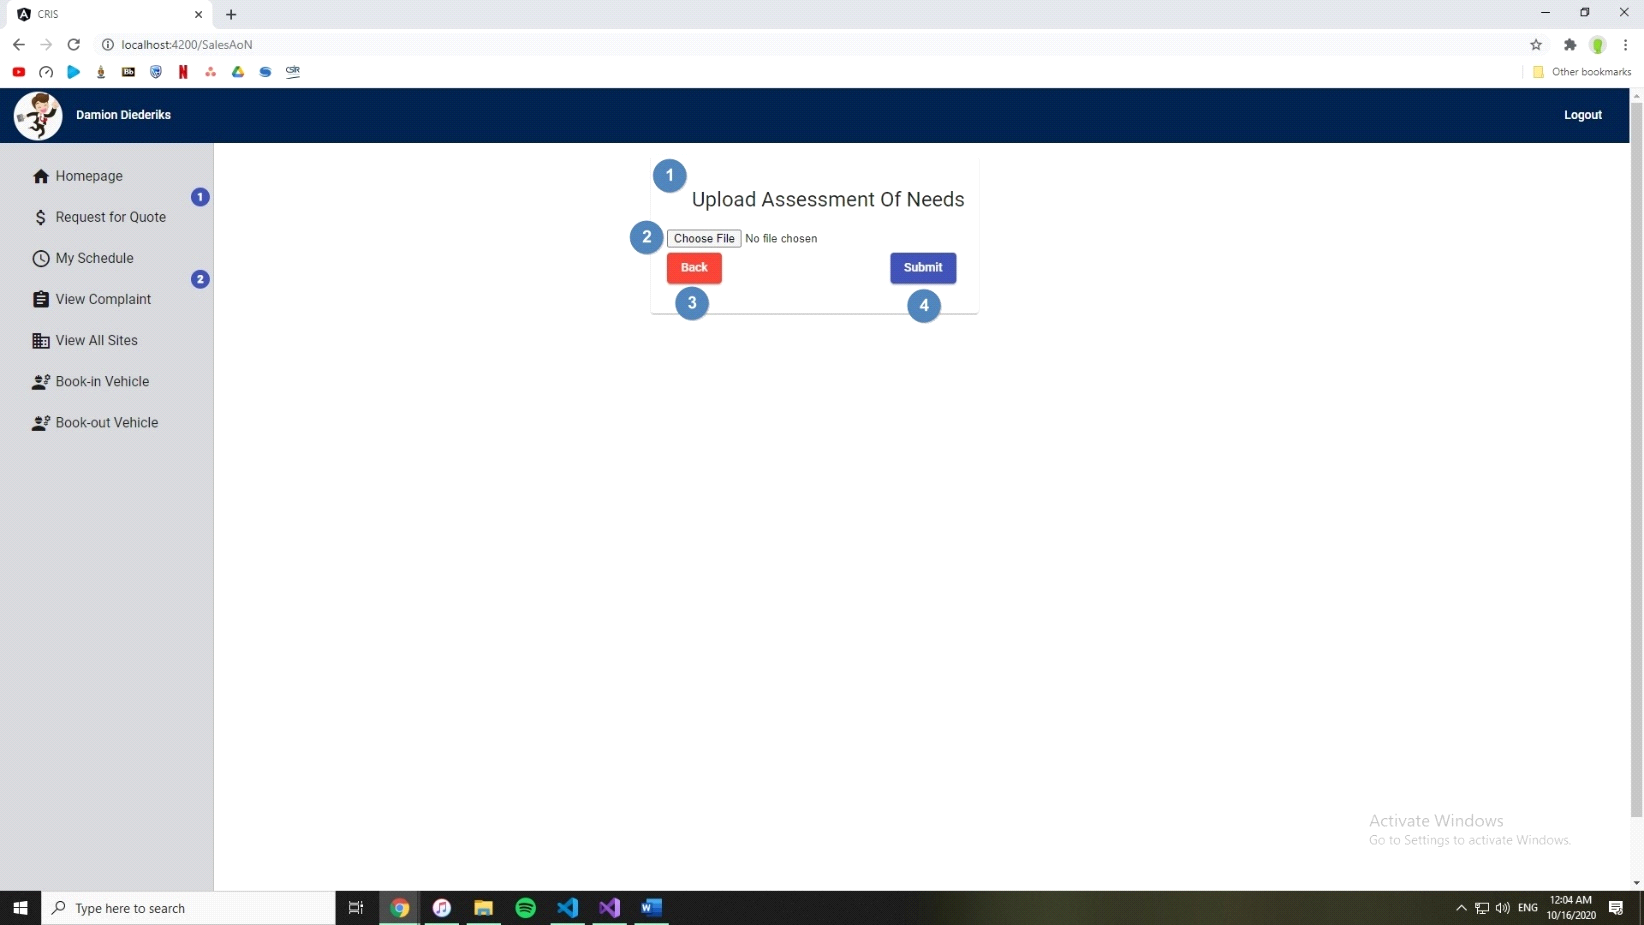 CRIS
localhost:4200/SalesAoN
Bb
N
CSIR
Other bookmarks
Damion Diederiks
Logout
Homepage
1
Request for Quote
My Schedule
2
View Complaint
View All Sites
Book-in Vehicle
Book-out Vehicle
1
Upload Assessment Of Needs
2
Choose File No file chosen
Back
Submit
3
4
Activate Windows
Go to Settings to activate Windows.
Type here to search
ENG
12:04 AM
10/16/2020